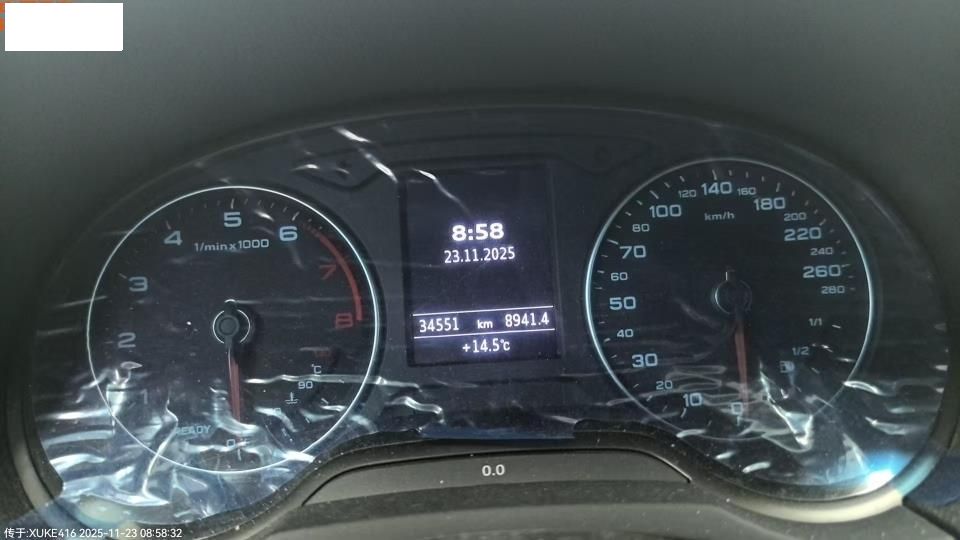 8:58
23.11.2025
34551 km 8941.4
+14.5°C
1 2 3 4 5 6 7 8
1/min x 1000
READY
0
°C
90
km/h
0 10 20 30 40 50 60 70 80 100 120 140 160 180 200 220 240 260 280
1/1
1/2
0.0
传于:XUKE416 2025-11-23 08:58:32